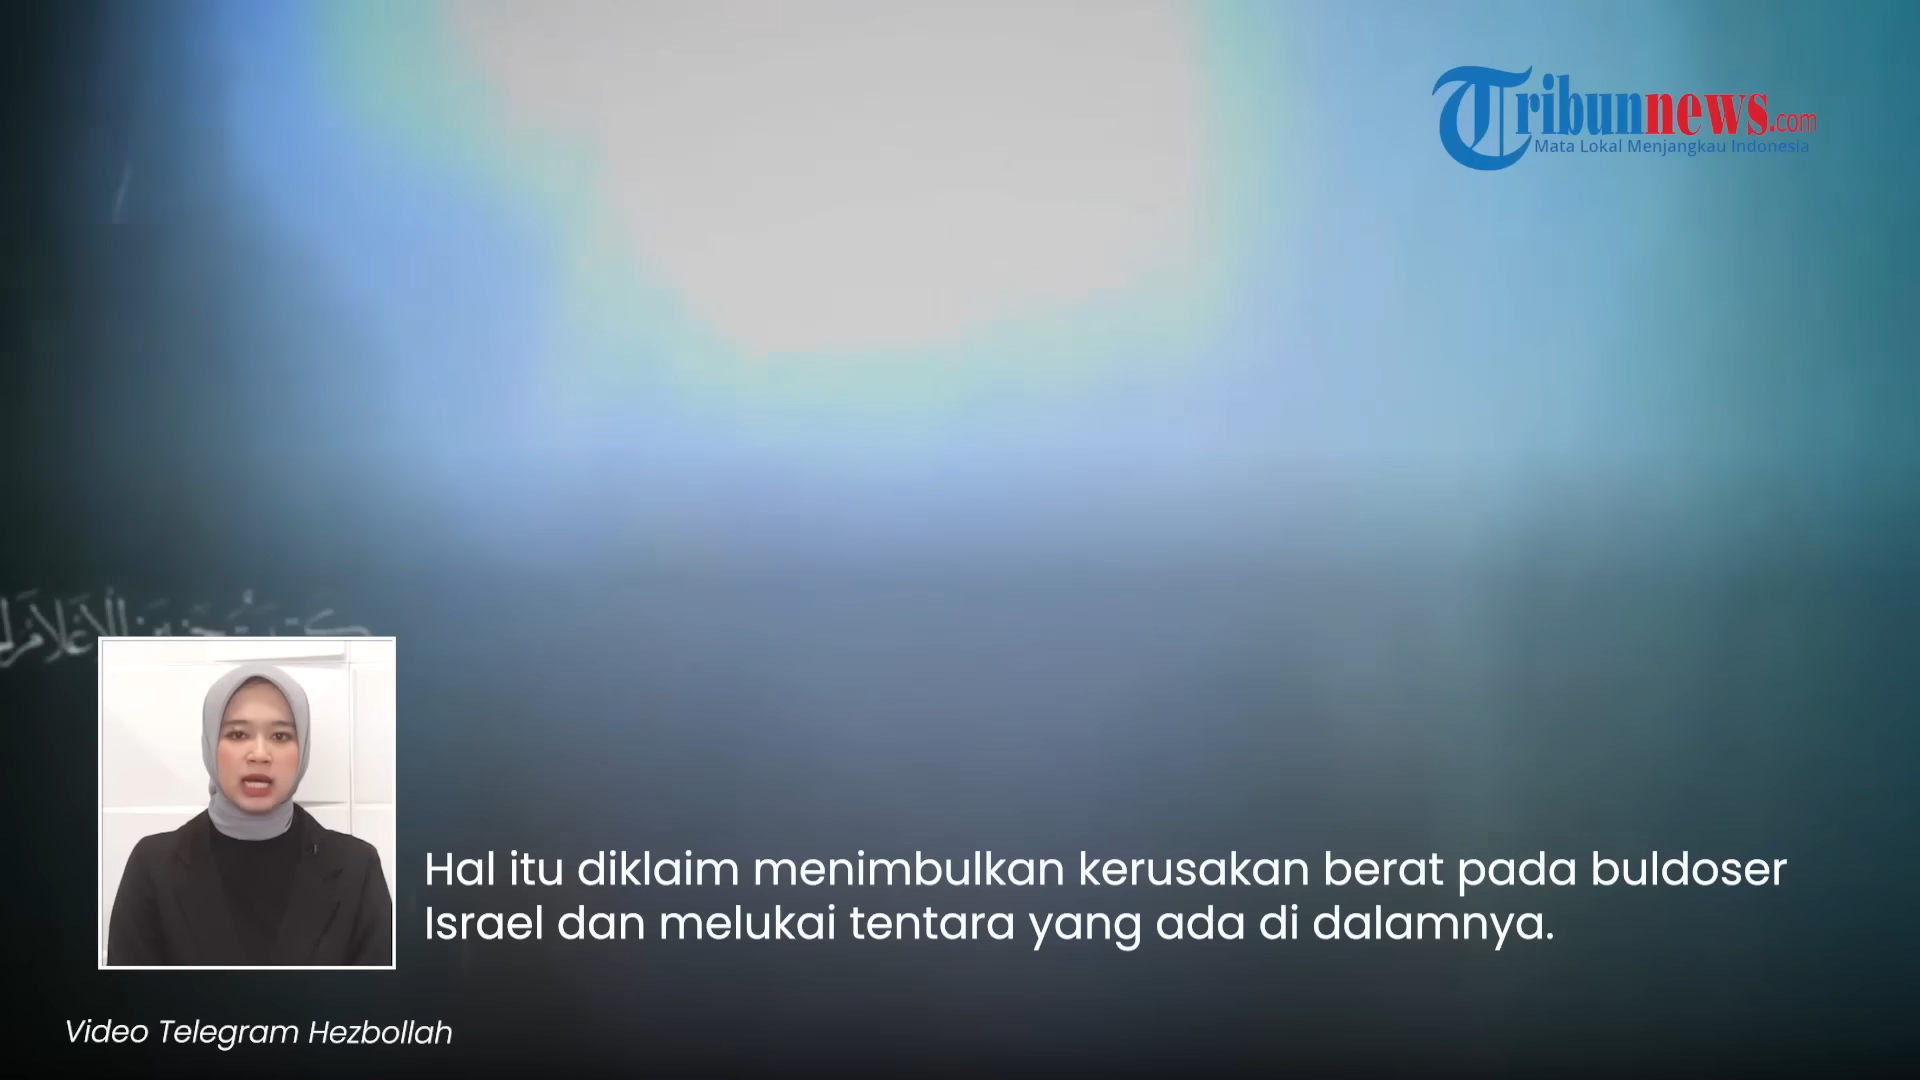 Tribunnews.com
Mata Lokal Menjangkau Indonesia
Hal itu diklaim menimbulkan kerusakan berat pada buldoser
Israel dan melukai tentara yang ada di dalamnya.
Video Telegram Hezbollah